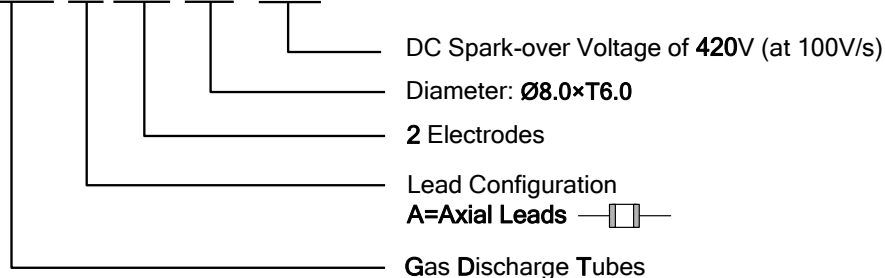 DC Spark-over Voltage of 420V (at 100V/s)
Diameter: Ø8.0×T6.0
2 Electrodes
Lead Configuration
A=Axial Leads
Gas Discharge Tubes